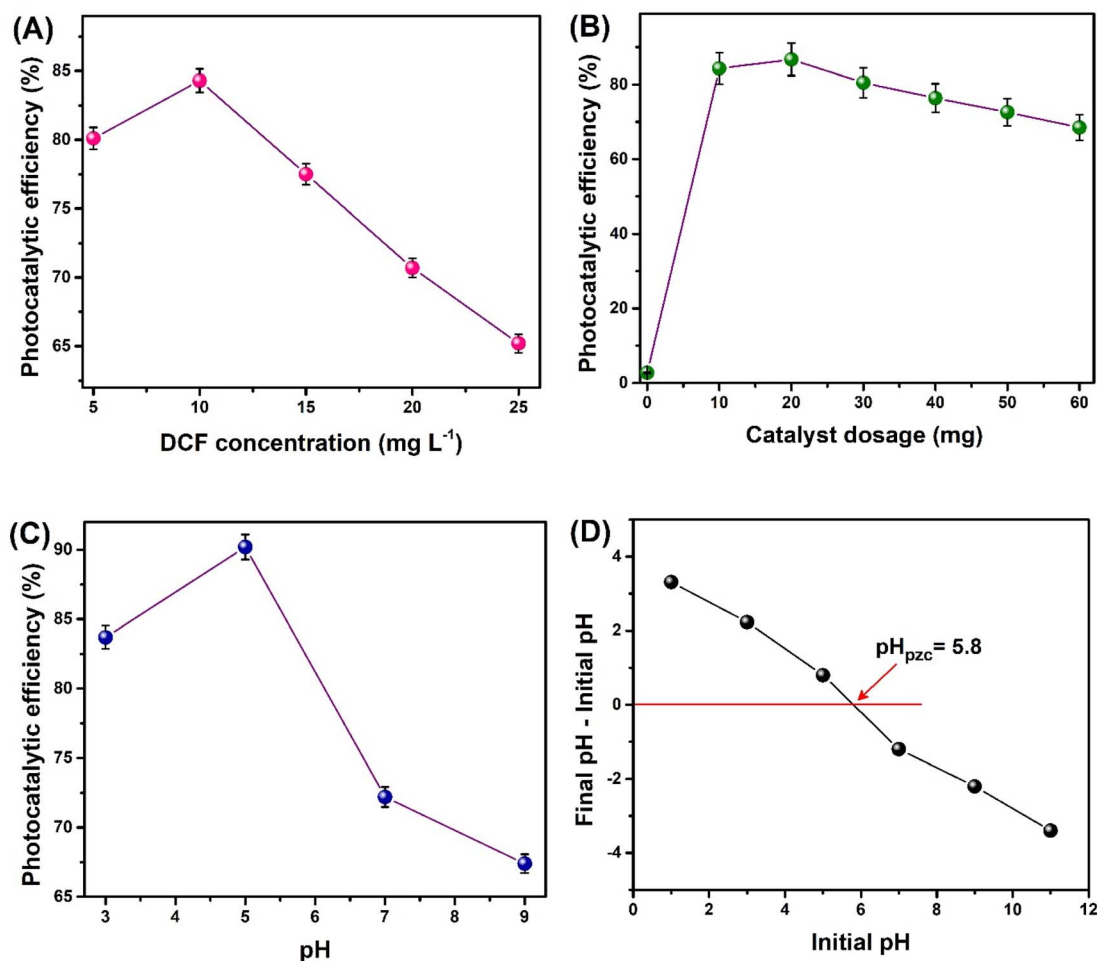 (A)
Photocatalytic efficiency (%)
85
80
75
70
65
5 10 15 20 25
DCF concentration (mg L⁻¹)
(B)
Photocatalytic efficiency (%)
100
80
60
40
20
0
0 10 20 30 40 50 60
Catalyst dosage (mg)
(C)
Photocatalytic efficiency (%)
90
85
80
75
70
65
3 4 5 6 7 8 9
pH
(D)
Final pH - Initial pH
4
2
0
-2
-4
pHpzc= 5.8
0 2 4 6 8 10 12
Initial pH